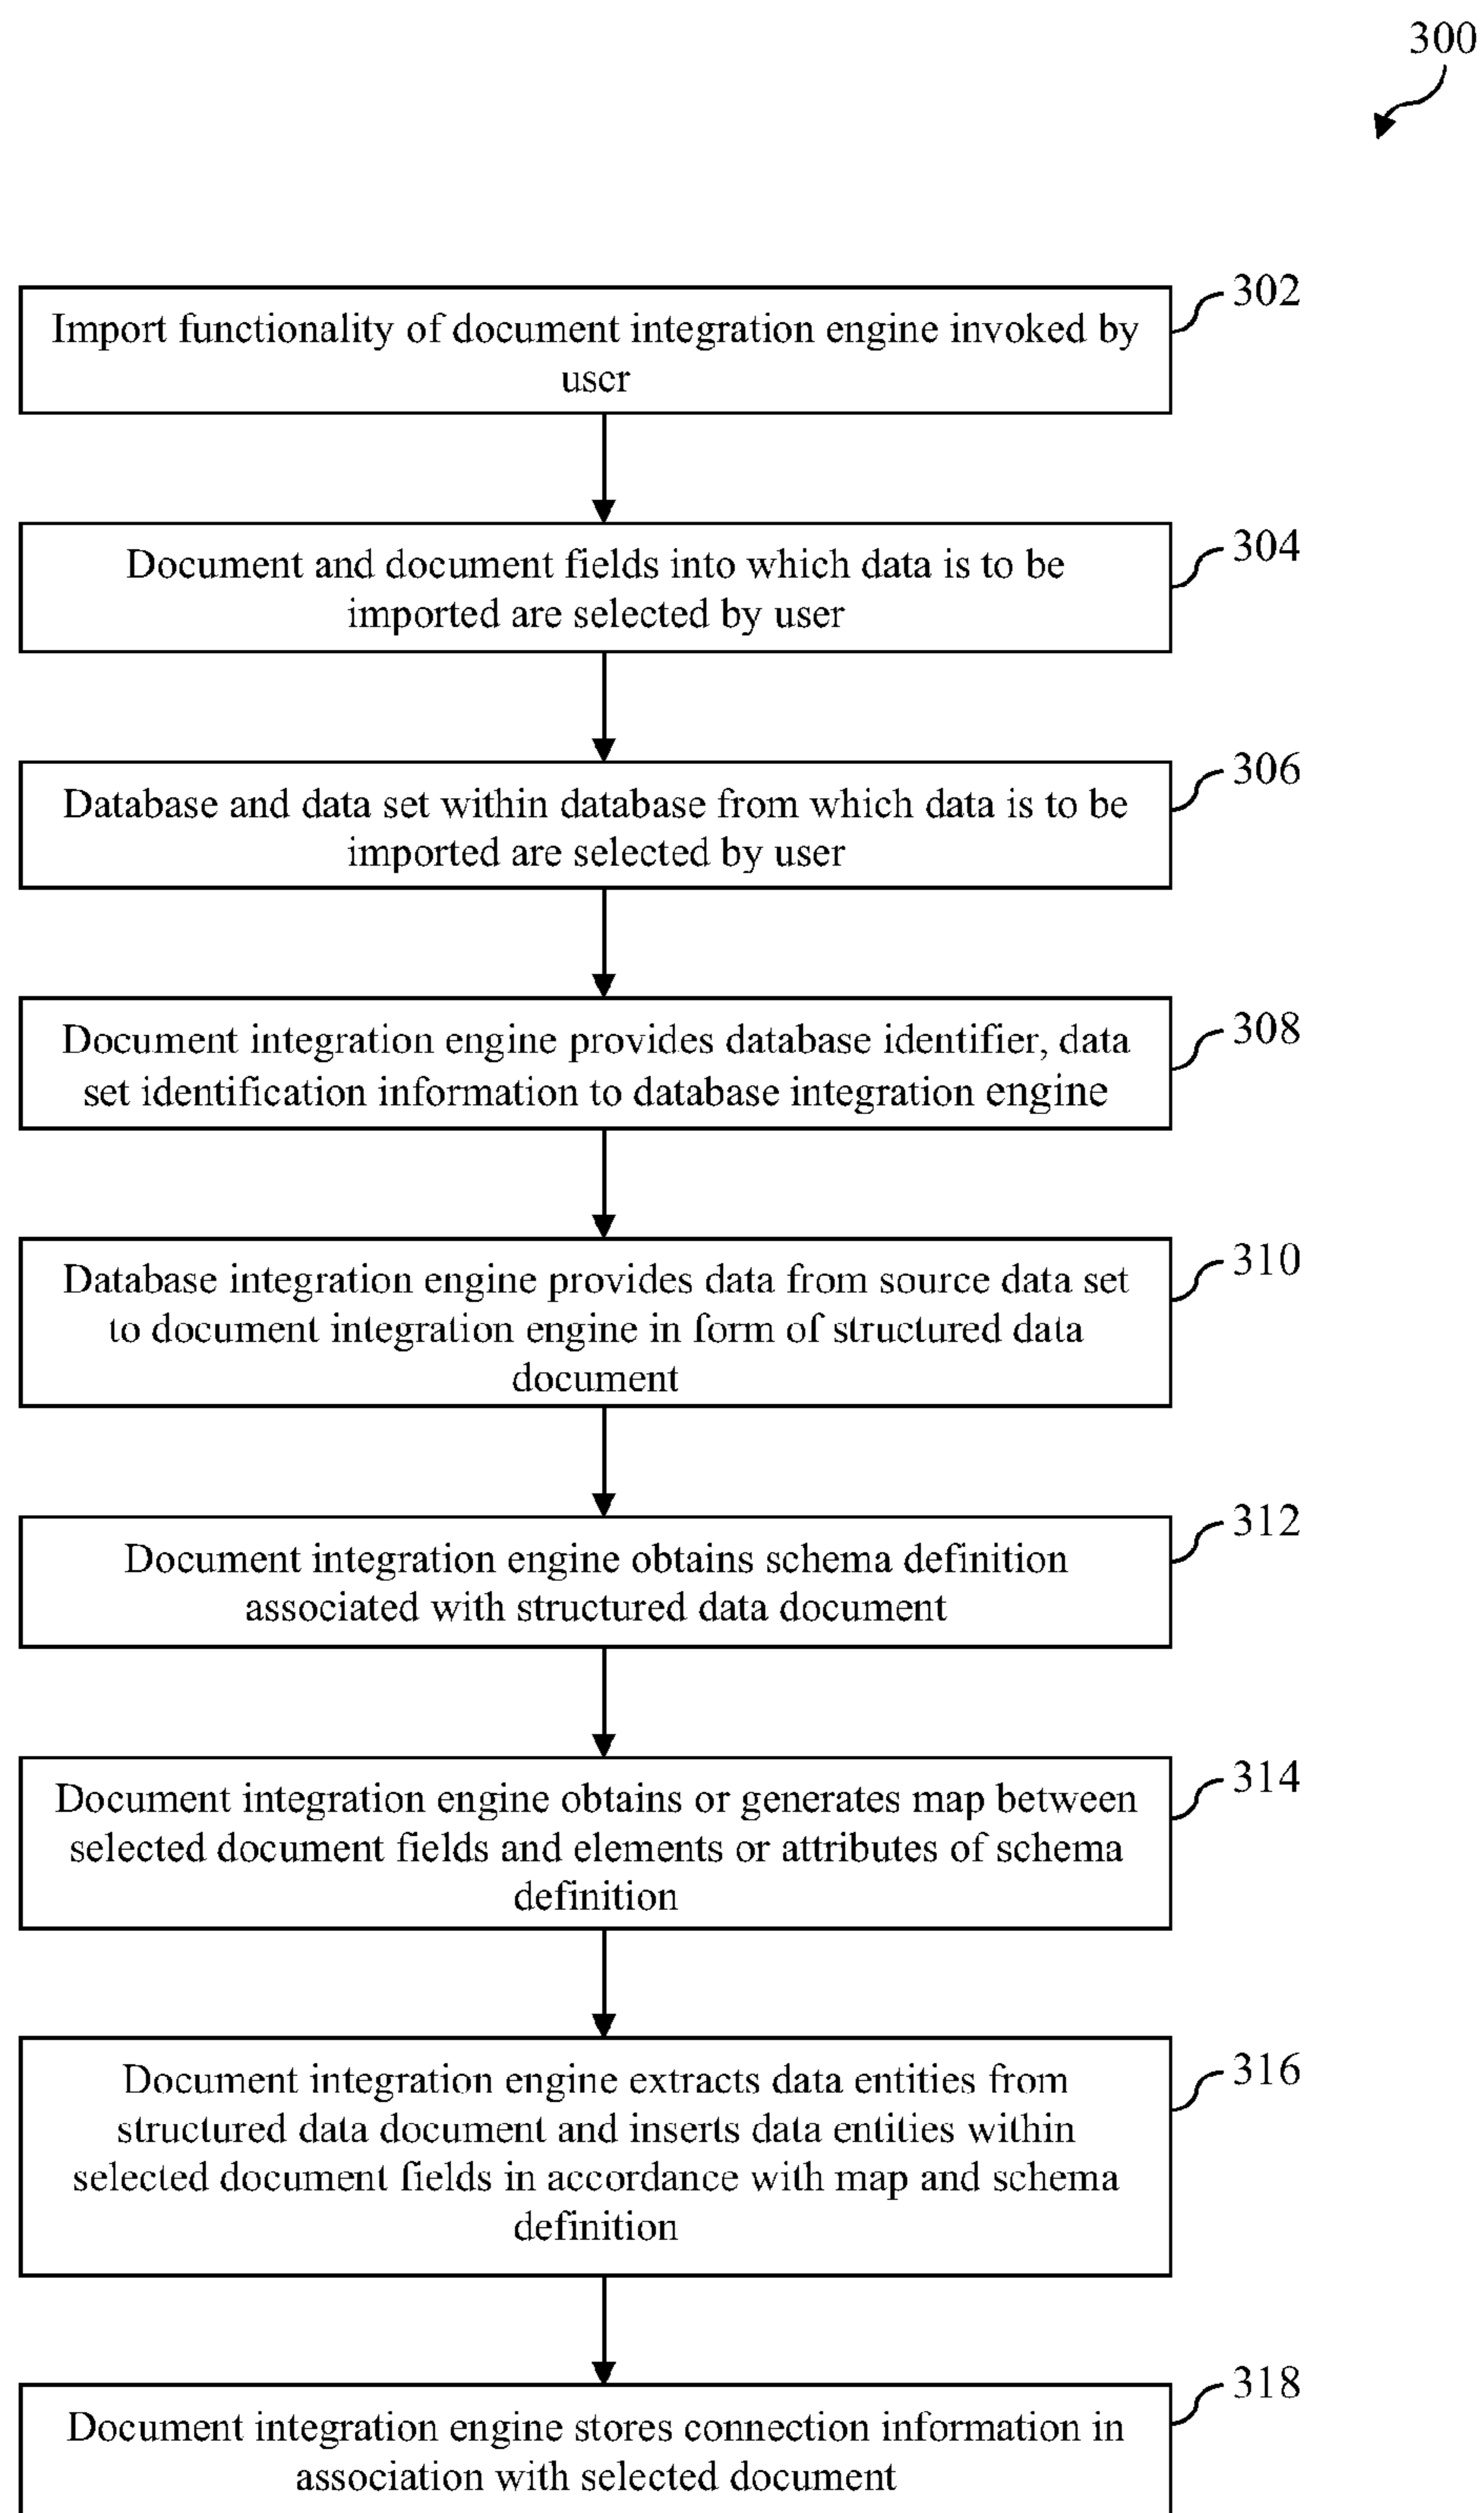 300
302
Import functionality of document integration engine invoked by
user
304
Document and document fields into which data is to be
imported are selected by user
306
Database and data set within database from which data is to be
imported are selected by user
308
Document integration engine provides database identifier, data
set identification information to database integration engine
310
Database integration engine provides data from source data set
to document integration engine in form of structured data
document
312
Document integration engine obtains schema definition
associated with structured data document
314
Document integration engine obtains or generates map between
selected document fields and elements or attributes of schema
definition
316
Document integration engine extracts data entities from
structured data document and inserts data entities within
selected document fields in accordance with map and schema
definition
318
Document integration engine stores connection information in
association with selected document